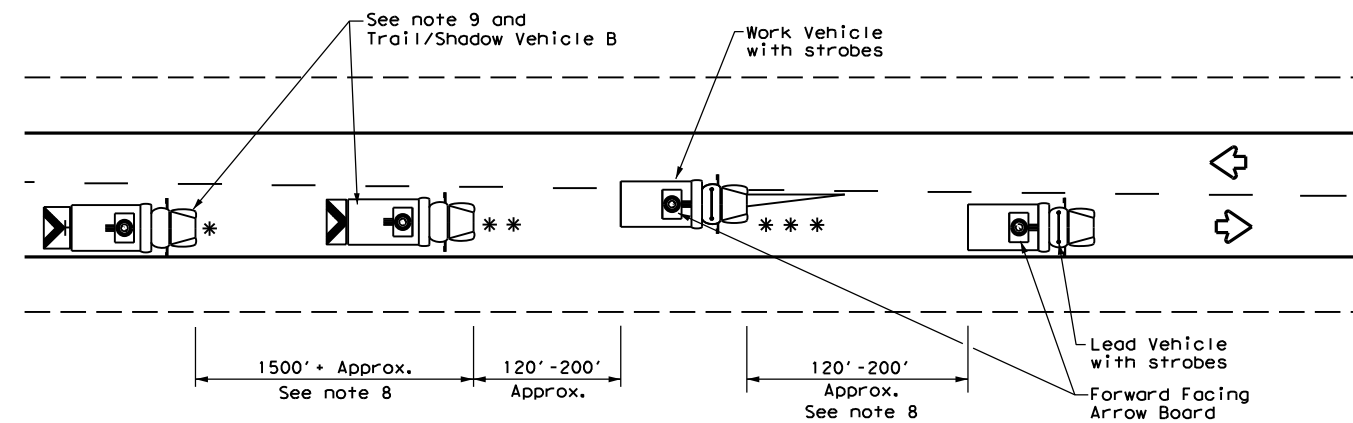 See note 9 and
Trail/Shadow Vehicle B
Work Vehicle
with strobes
*
* *
* * *
Lead Vehicle
with strobes
Forward Facing
Arrow Board
1500'+ Approx.
See note 8
120'-200'
Approx.
120'-200'
Approx.
See note 8